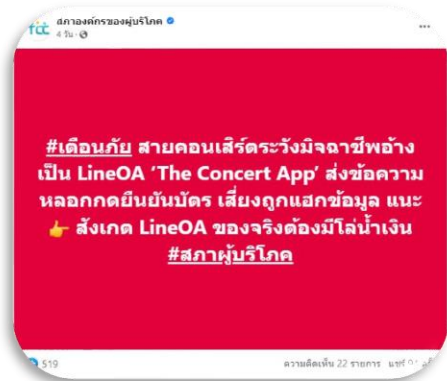 tcc สภาองค์กรของผู้บริโภค
4 วัน
#เตือนภัย สายคอนเสิร์ตระวังมิจฉาชีพอ้าง
เป็น LineOA ‘The Concert App’ ส่งข้อความ
หลอกกดยืนยันบัตร เสี่ยงถูกแฮกข้อมูล แนะ
👉 สังเกต LineOA ของจริงต้องมีโล่น้ำเงิน
#สภาผู้บริโภค
519
ความคิดเห็น 22 รายการ แชร์